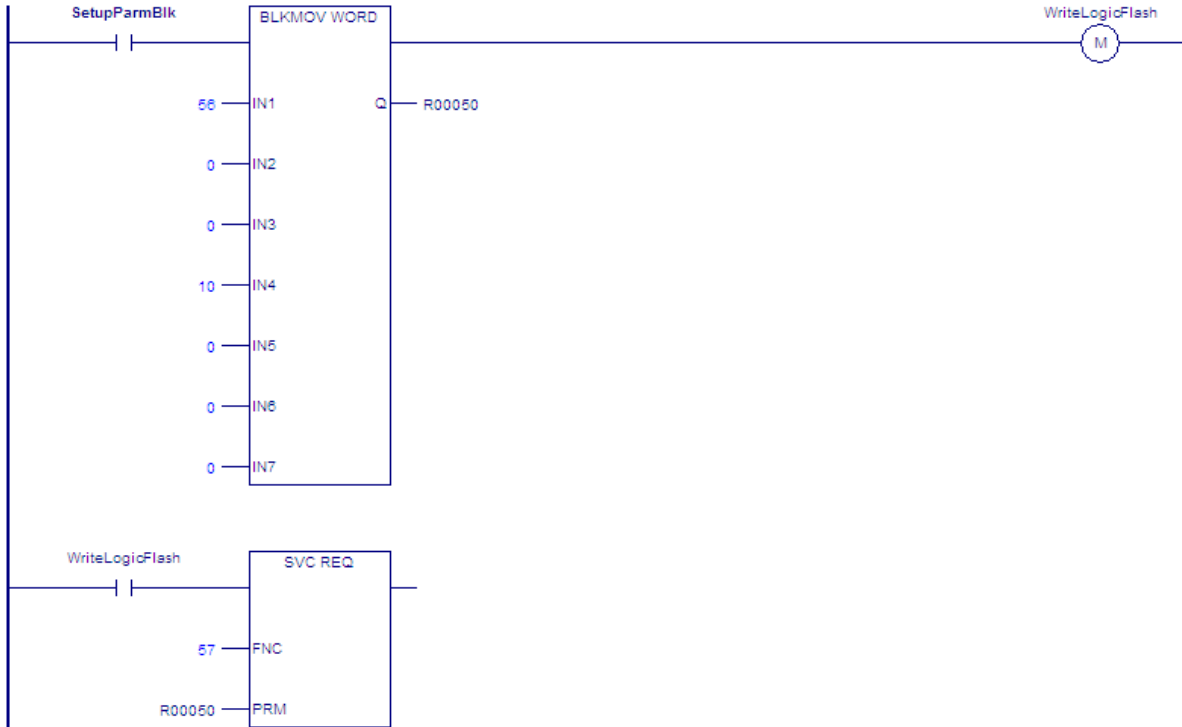 SetupParmBlk
BLKMOV WORD
WriteLogicFlash
M
56 IN1 Q R00050
0 IN2
0 IN3
10 IN4
0 IN5
0 IN6
0 IN7
WriteLogicFlash
SVC REQ
57 FNC
R00050 PRM